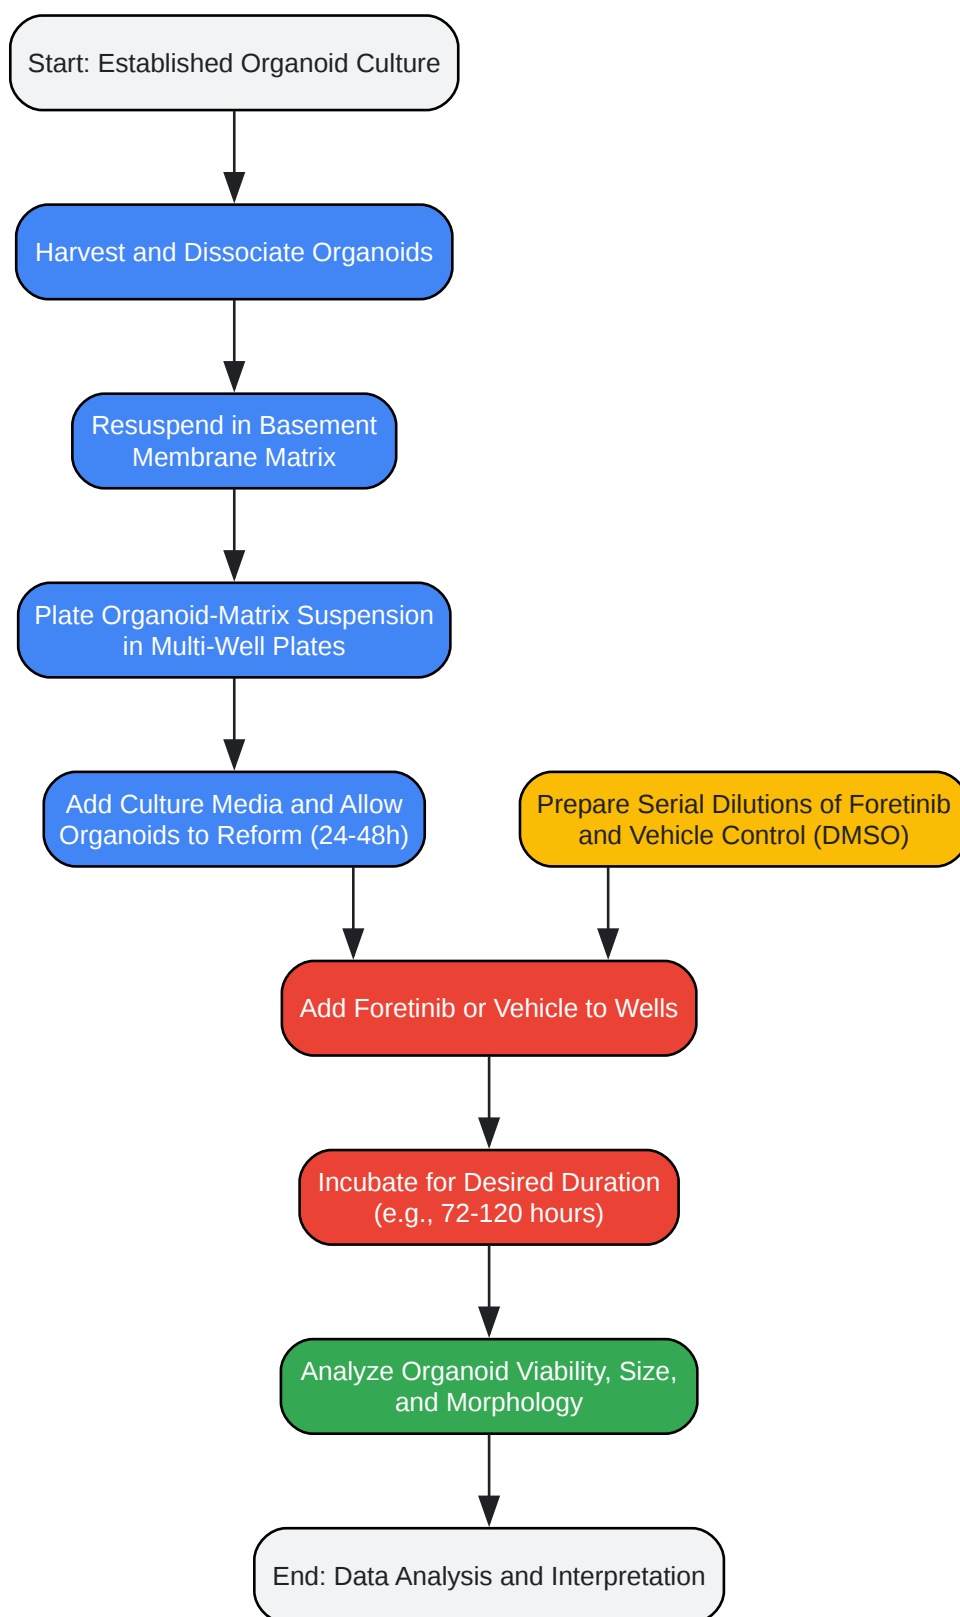 Start: Established Organoid Culture
Harvest and Dissociate Organoids
Resuspend in Basement
Membrane Matrix
Plate Organoid-Matrix Suspension
in Multi-Well Plates
Add Culture Media and Allow
Organoids to Reform (24-48h)
Prepare Serial Dilutions of Foretinib
and Vehicle Control (DMSO)
Add Foretinib or Vehicle to Wells
Incubate for Desired Duration
(e.g., 72-120 hours)
Analyze Organoid Viability, Size,
and Morphology
End: Data Analysis and Interpretation